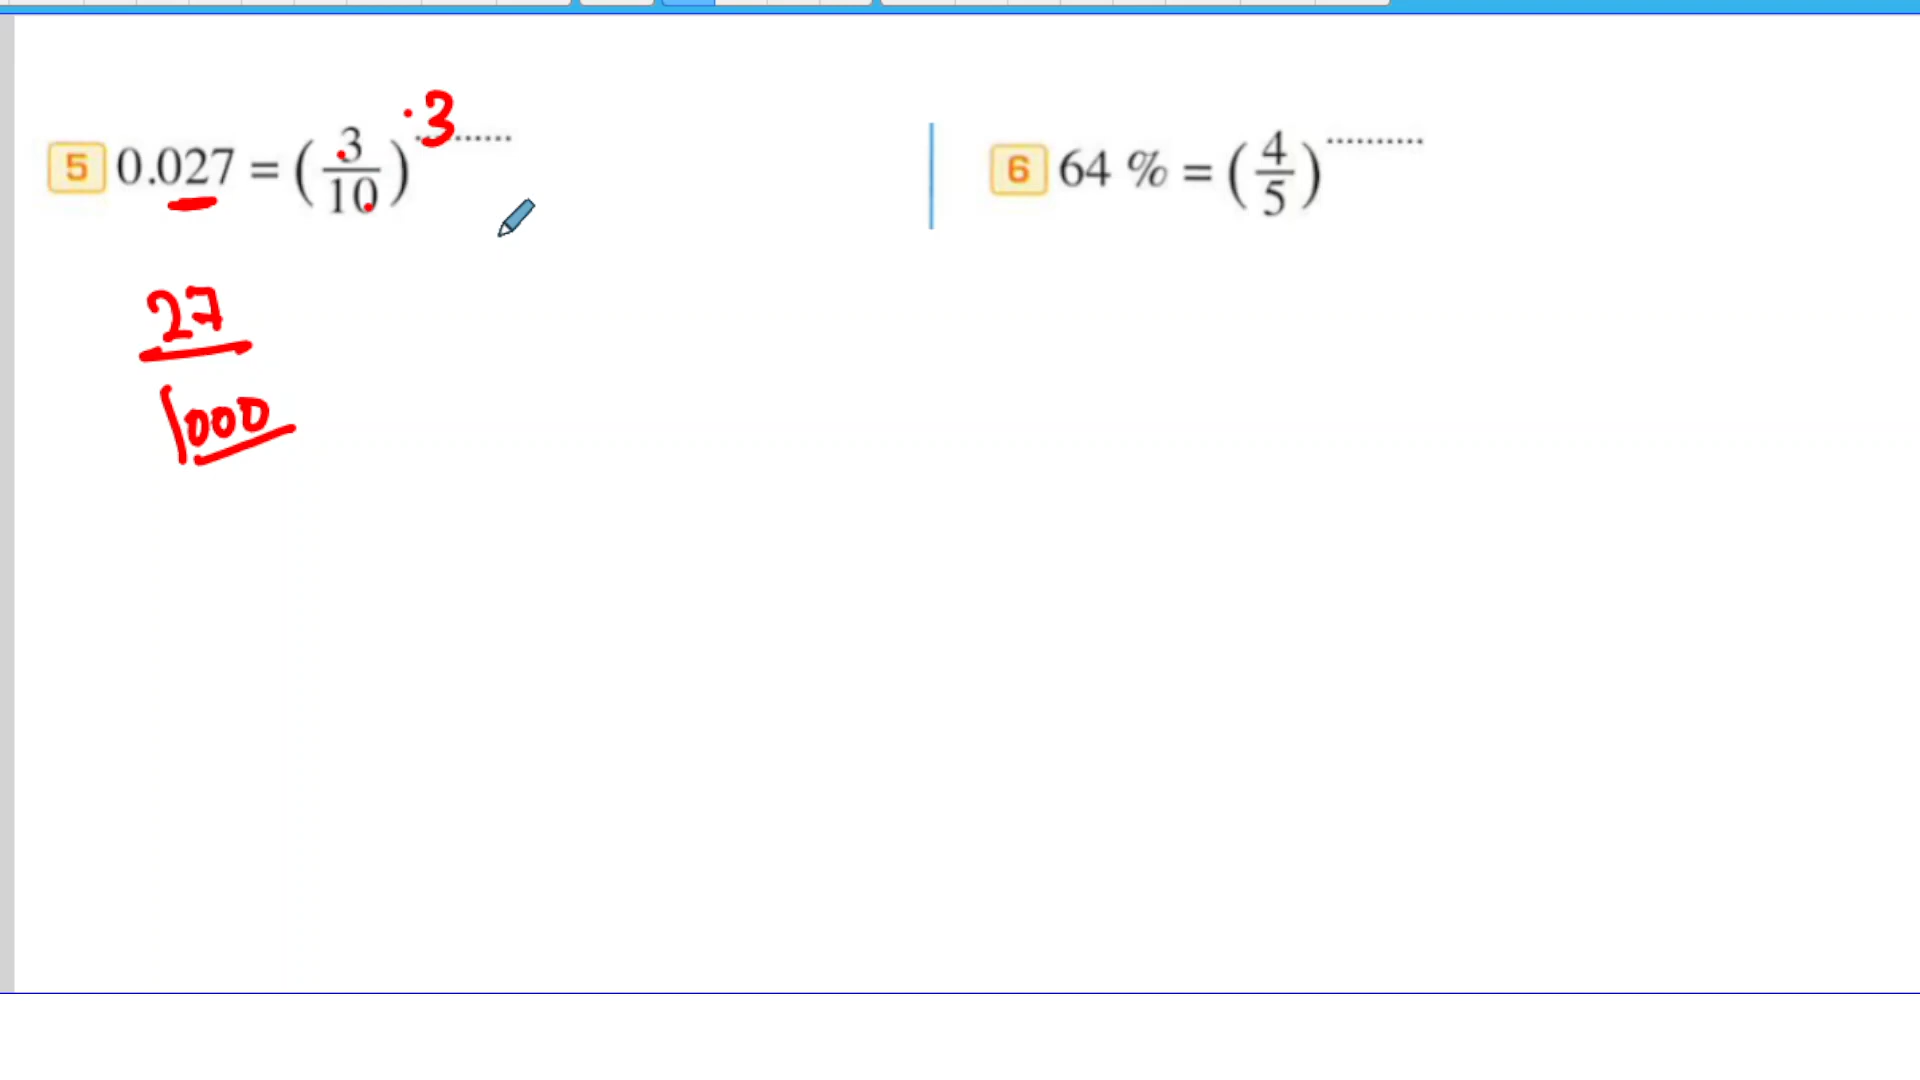 5 0.027 = (3/10)^·3..........
6 64 % = (4/5)^..........
27
1000